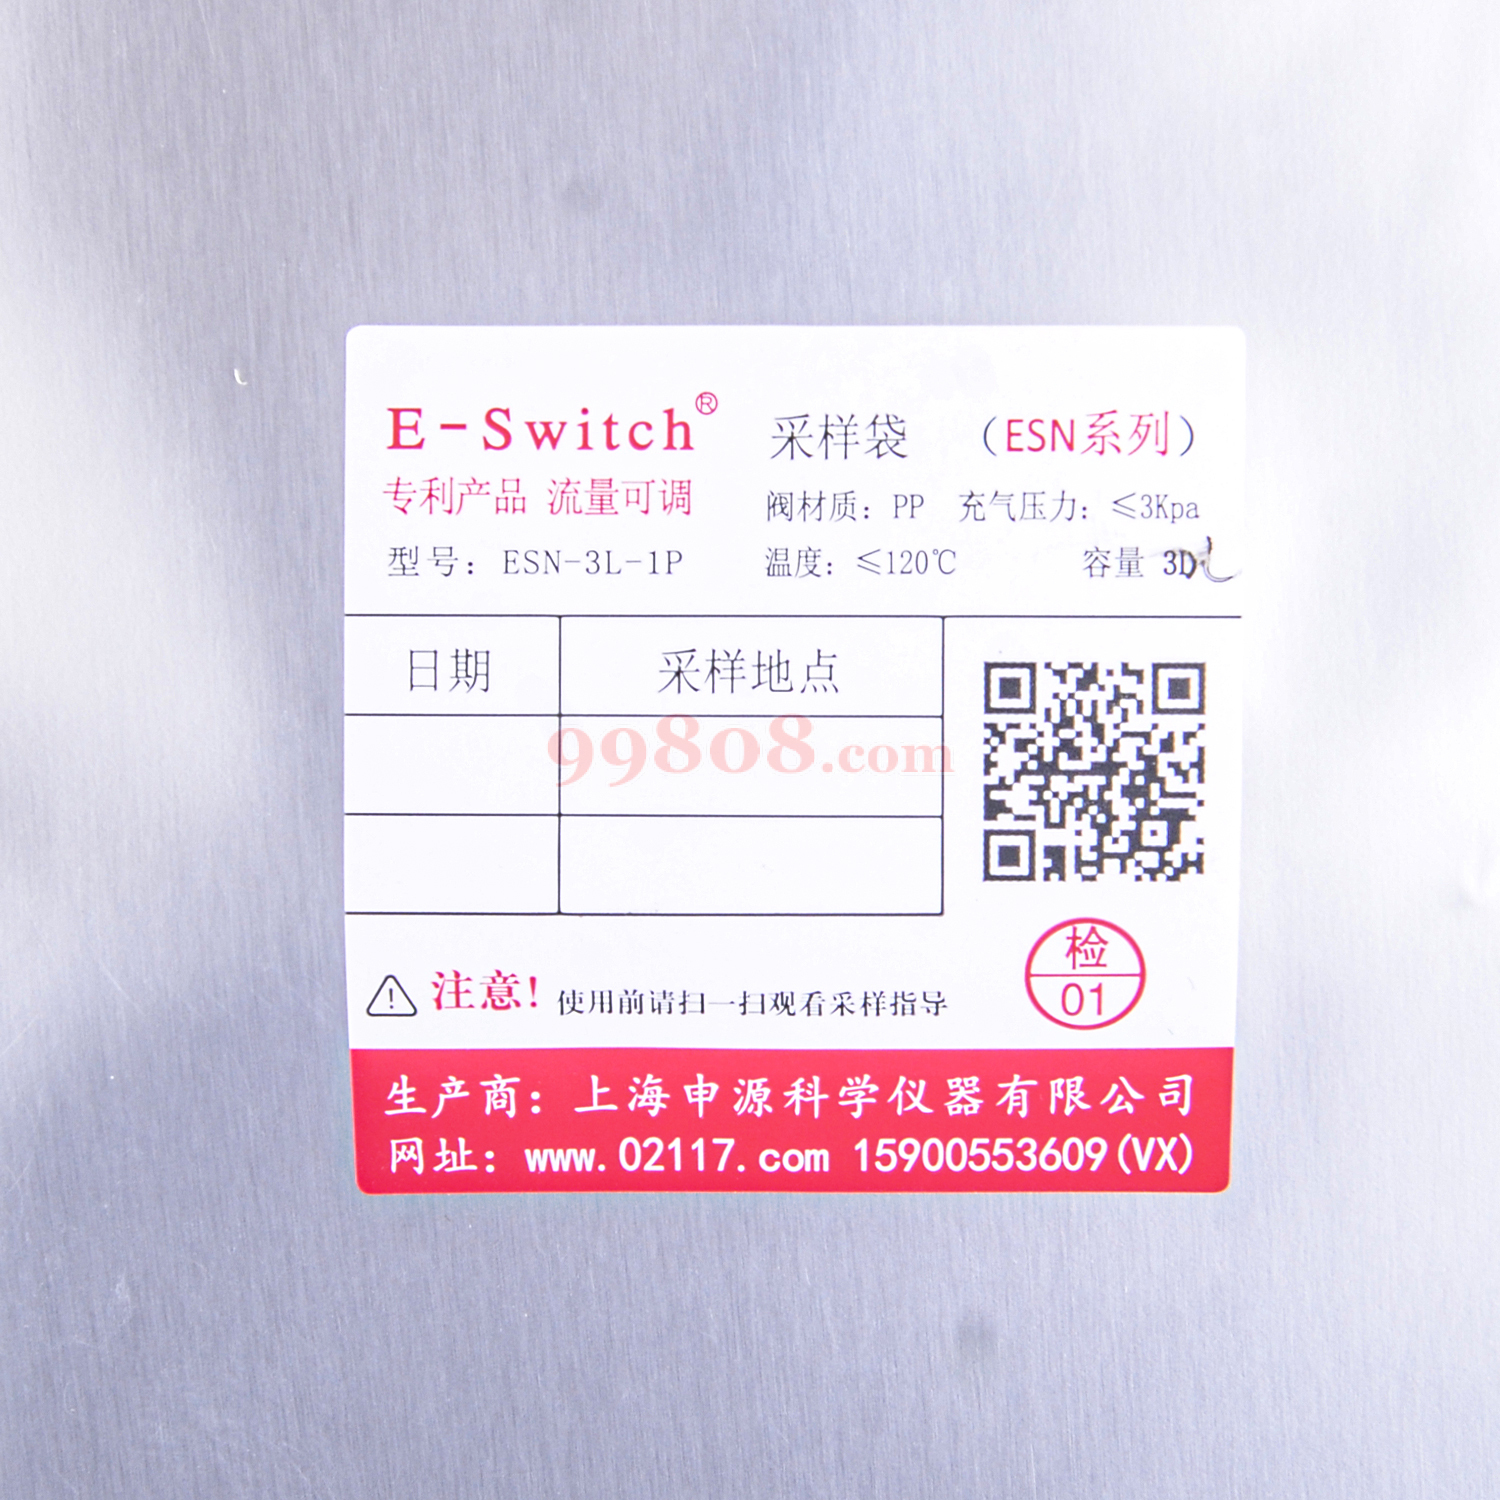 E-Switch® 采样袋 （ESN系列）
专利产品 流量可调 阀材质：PP 充气压力：≤3Kpa
型号：ESN-3L-1P 温度：≤120℃ 容量 3D
日期 采样地点
99808.com
检
01
注意！使用前请扫一扫观看采样指导
生产商：上海申源科学仪器有限公司
网址：www.02117.com 15900553609(VX)